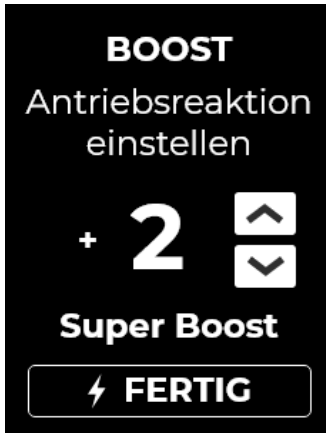 BOOST
Antriebsreaktion
einstellen
+ 2
Super Boost
FERTIG